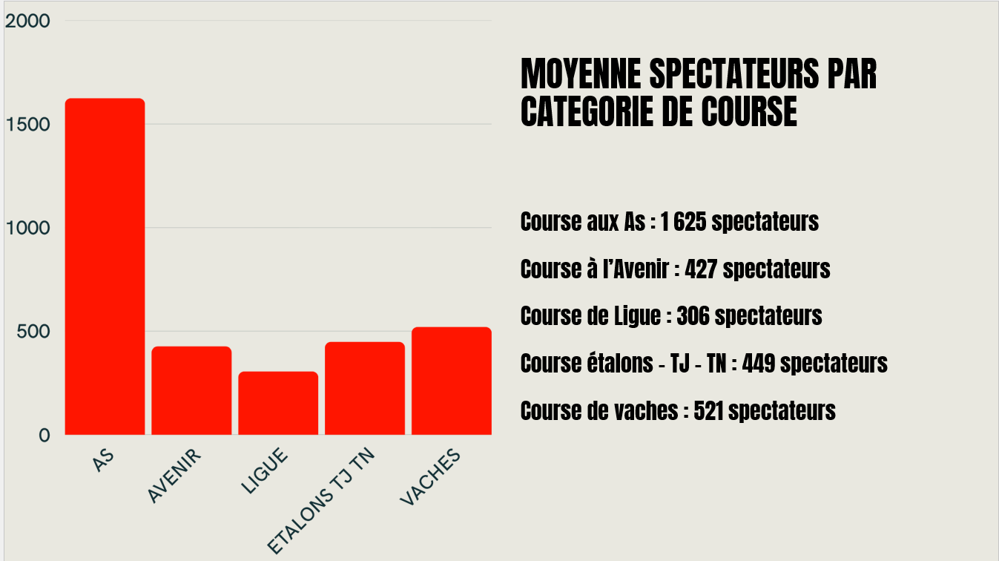 2000
1500
1000
500
0
AS
AVENIR
LIGUE
ETALONS TJ TN
VACHES
MOYENNE SPECTATEURS PAR
CATEGORIE DE COURSE
Course aux As : 1 625 spectateurs
Course à l’Avenir : 427 spectateurs
Course de Ligue : 306 spectateurs
Course étalons - TJ - TN : 449 spectateurs
Course de vaches : 521 spectateurs